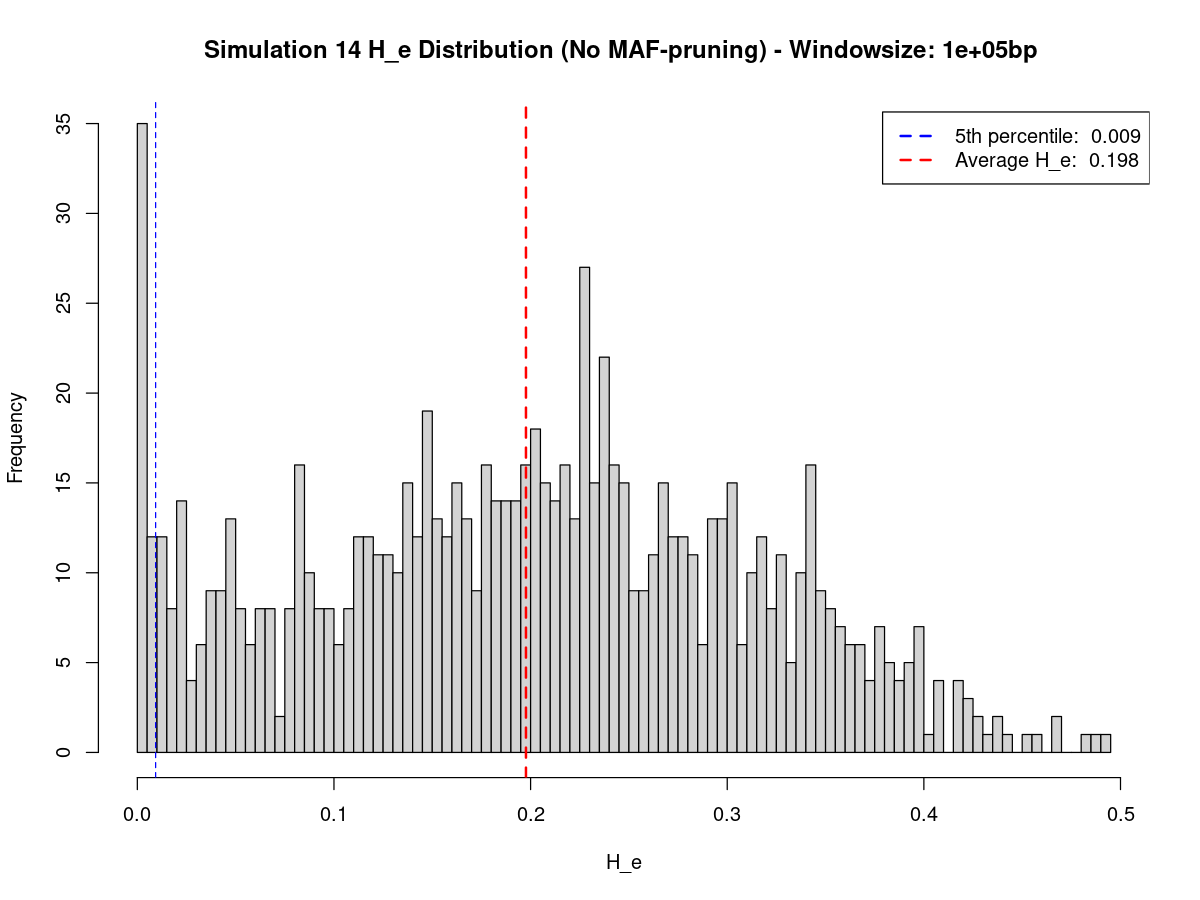 Simulation 14 H_e Distribution (No MAF-pruning) - Windowsize: 1e+05bp
5th percentile:  0.009
Average H_e:  0.198
Frequency
35
30
25
20
15
10
5
0
0.0 0.1 0.2 0.3 0.4 0.5
H_e